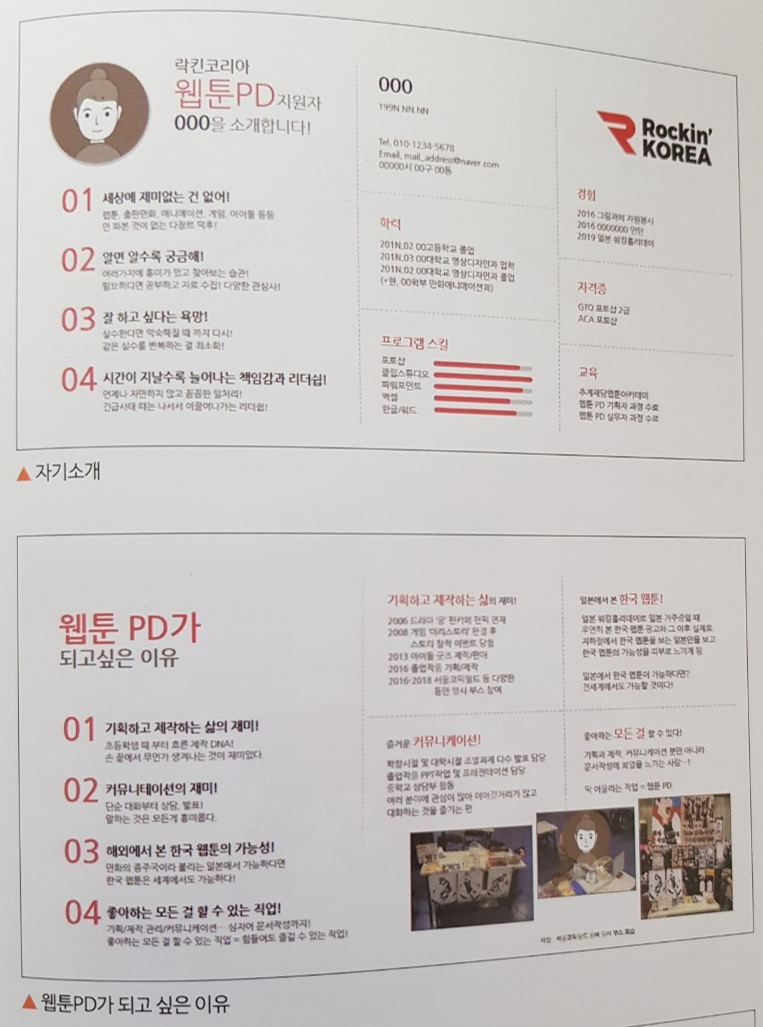 락킨코리아
웹툰PD지원자
OOO을 소개합니다!
01 세상에 재미없는 건 없어!
웹툰, 출판만화, 애니메이션, 게임, 아이돌 등등
안 파본 것이 없는 다장르 덕후!
02 알면 알수록 궁금해!
여러가지에 흥미가 있고 찾아보는 습관!
필요하다면 공부하고 자료 수집! 다양한 관심사!
03 잘 하고 싶다는 욕망!
실수한다면 익숙해질 때 까지 다시!
같은 실수를 반복하는 걸 최소화!
04 시간이 지날수록 늘어나는 책임감과 리더쉽!
언제나 자만하지 않고 꼼꼼한 일처리!
긴급사태 때는 나서서 이끌어나가는 리더쉽!
OOO
199N.NN.NN
Tel. 010-1234-5678
Email, mail_address@naver.com
00000시 00구 00동
학력
201N.02 00고등학교 졸업
201N.03 00대학교 영상디자인과 입학
201N.02 00대학교 영상디자인과 졸업
(*현, 00학부 만화애니메이션과)
프로그램 스킬
포토샵
클립스튜디오
파워포인트
엑셀
한글/워드
Rockin'
KOREA
경험
2016 그림과외 자원봉사
2016 0000000 인턴
2019 일본 워킹홀리데이
자격증
GTQ 포토샵 2급
ACA 포토샵
교육
추계재담웹툰아카데미
웹툰 PD 기획자 과정 수료
웹툰 PD 실무자 과정 수료
▲ 자기소개
웹툰 PD가
되고싶은 이유
01 기획하고 제작하는 삶의 재미!
초등학생 때 부터 흐른 제작 DNA!
손 끝에서 무언가 생겨나는 것이 재미있다
02 커뮤니테이션의 재미!
단순 대화부터 상담, 발표!
말하는 것은 모든게 흥미롭다.
03 해외에서 본 한국 웹툰의 가능성!
만화의 종주국이라 불리는 일본에서 가능하다면
한국 웹툰은 세계에서도 가능하다!
04 좋아하는 모든 걸 할 수 있는 직업!
기획/제작,관리/커뮤니케이션… 심지어 문서작성까지!
좋아하는 모든 걸 할 수 있는 직업 = 힘들어도 즐길 수 있는 직업!
기획하고 제작하는 삶의 재미!
2006 드라마 '궁' 팬카페 팬픽 연재
2008 게임 '미리스토리' 완결 후
스토리 창작 이벤트 당첨
2013 아이돌 굿즈 제작/판매
2016 졸업작품 기획/제작
2016-2018 서울코믹월드 등 다양한
동인 행사 부스 참여
일본에서 본 한국 웹툰!
일본 워킹홀리데이로 일본 거주중일 때
우연히 본 한국 웹툰 광고와 그 이후 실제로
지하철에서 한국 웹툰을 보는 일본인을 보고
한국 웹툰의 가능성을 피부로 느끼게 됨
일본에서 한국 웹툰이 가능하다면?
전세계에서도 가능할 것이다!
즐거운 커뮤니케이션!
학창시절 및 대학시절 조별과제 다수 발표 담당
졸업작품 PPT작업 및 프레젠테이션 담당
중학교 상담부 활동
여러 분야에 관심이 많아 이야깃거리가 많고
대화하는 것을 즐기는 편
좋아하는 모든 걸 할 수 있다!
기획과 제작, 커뮤니케이션 뿐만 아니라
문서작성에 희열을 느끼는 사람…!
딱 어울리는 직업 = 웹툰 PD
▲ 웹툰PD가 되고 싶은 이유